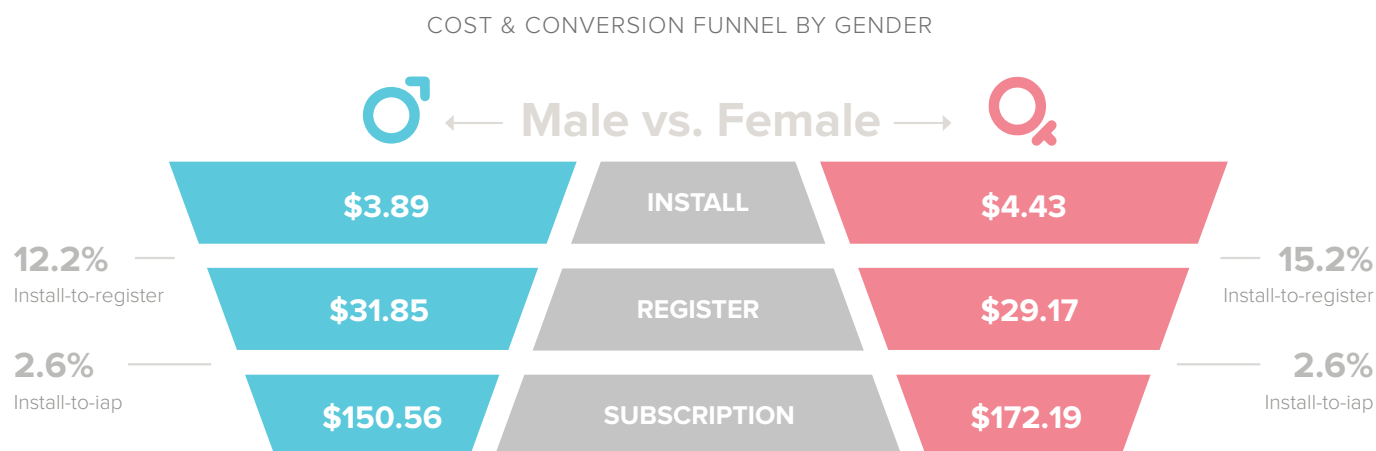 COST & CONVERSION FUNNEL BY GENDER
Male vs. Female
$3.89
INSTALL
$4.43
12.2%
Install-to-register
15.2%
Install-to-register
$31.85
REGISTER
$29.17
2.6%
Install-to-iap
2.6%
Install-to-iap
$150.56
SUBSCRIPTION
$172.19